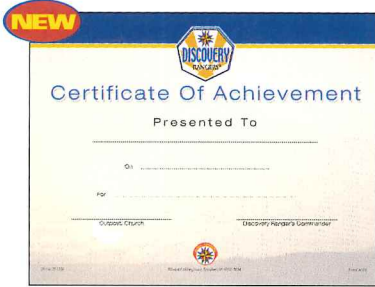 NEW
DISCOVERY
RANGERS
Certificate Of Achievement
Presented To
On
For
Outpost, Church
Discovery Rangers Commander